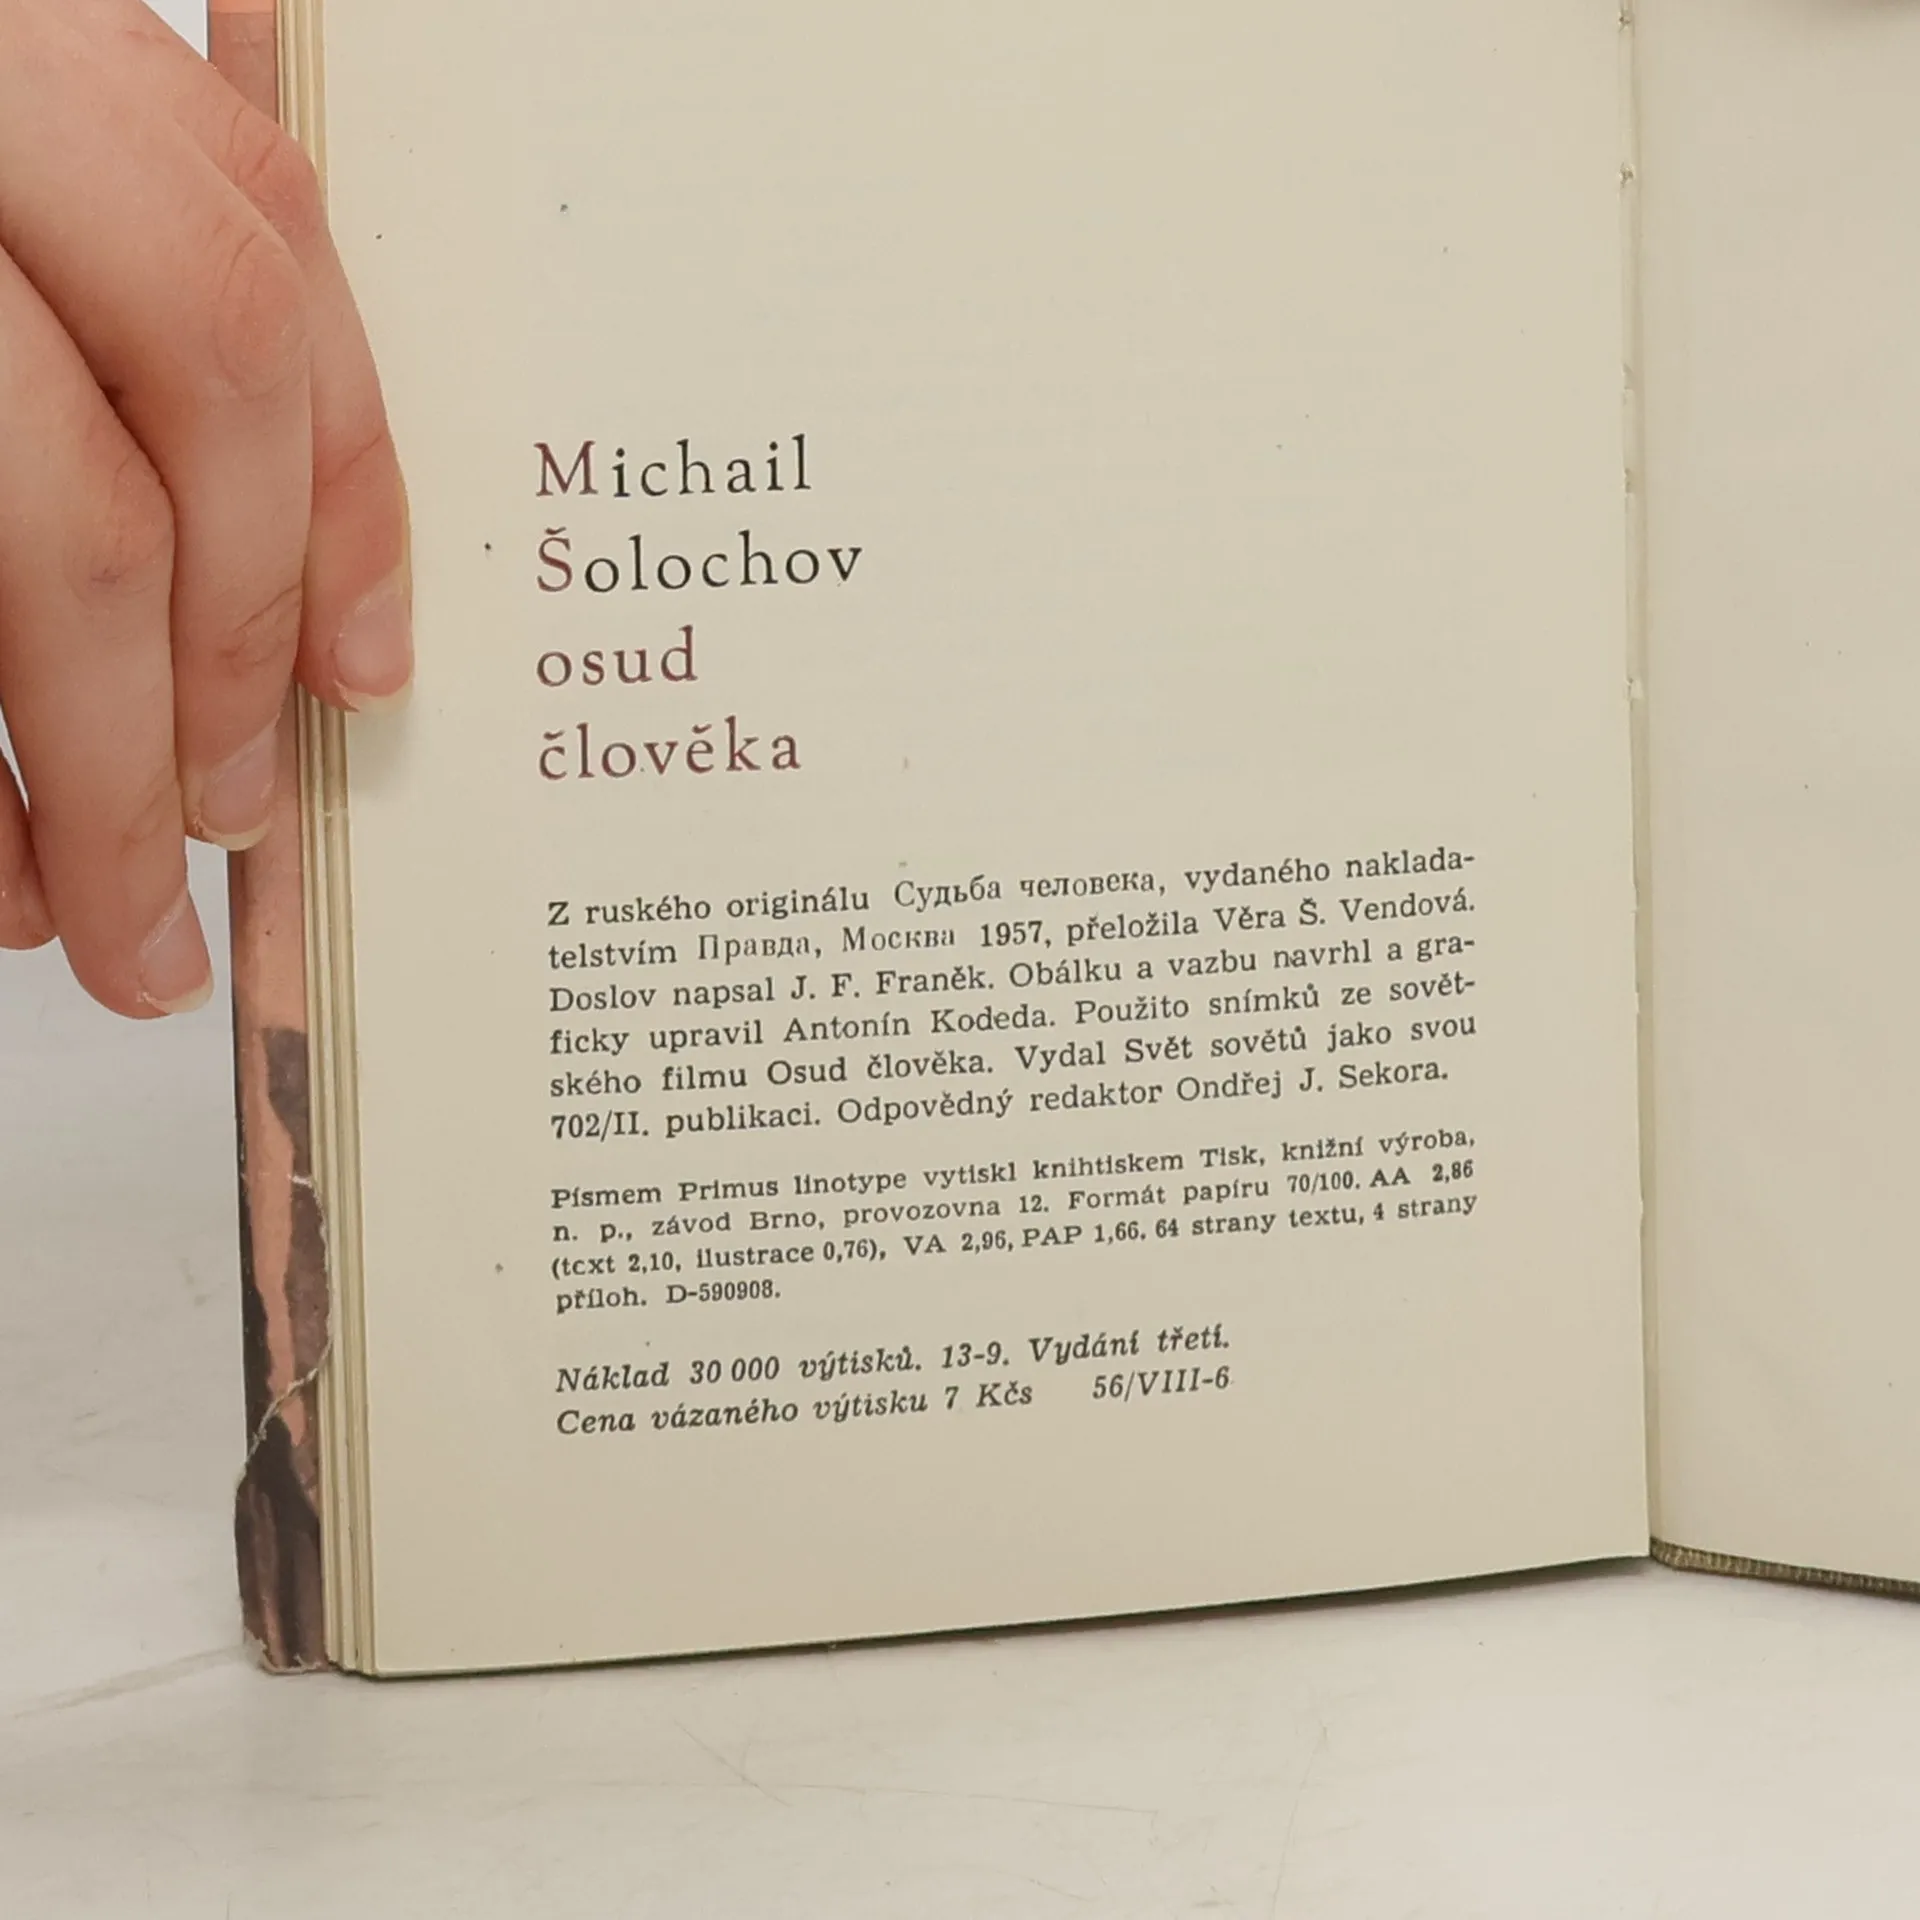 Michail
Šolochov
osud
člověka
Z ruského originálu Судьба человека, vydaného naklada-
telstvím Правда, Москва 1957, přeložila Věra Š. Vendová.
Doslov napsal J. F. Franěk. Obálku a vazbu navrhl a gra-
ficky upravil Antonín Kodeda. Použito snímků ze sovět-
ského filmu Osud člověka. Vydal Svět sovětů jako svou
702/II. publikaci. Odpovědný redaktor Ondřej J. Sekora.
Písmem Primus linotype vytiskl knihtiskem Tisk, knižní výroba,
n. p., závod Brno, provozovna 12. Formát papíru 70/100. AA 2,86
(text 2,10, ilustrace 0,76), VA 2,96, PAP 1,66. 64 strany textu, 4 strany
příloh. D-590908.
Náklad 30 000 výtisků. 13-9. Vydání třetí.
Cena vázaného výtisku 7 Kčs 56/VIII-6